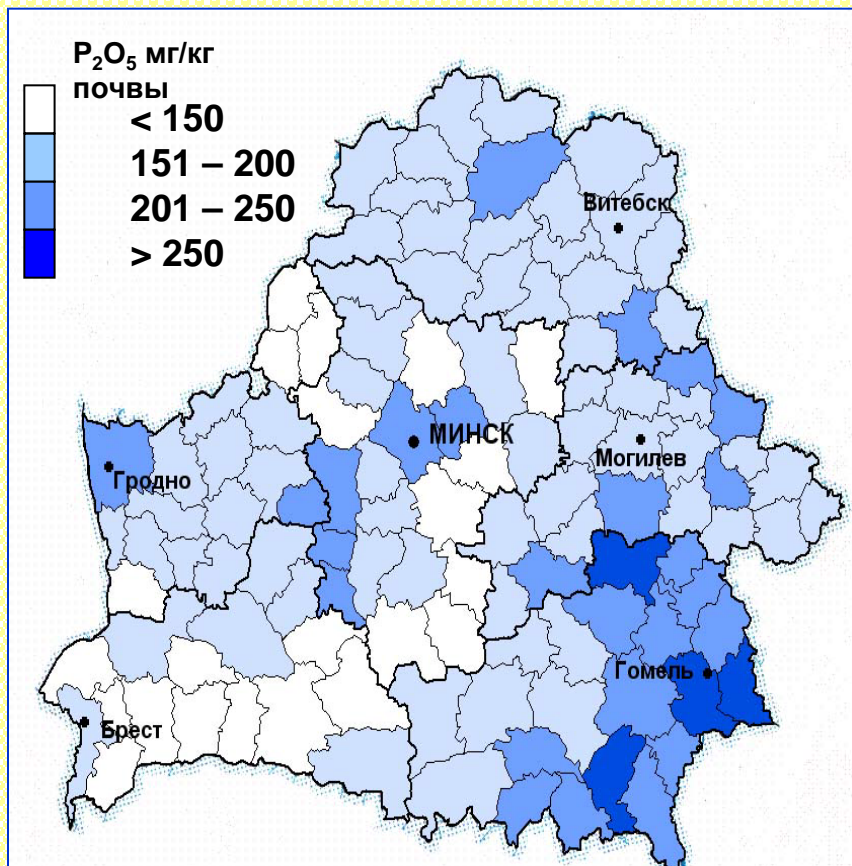 P₂O₅ мг/кг
почвы
< 150
151 – 200
201 – 250
> 250
Витебск
МИНСК
Могилев
Гродно
Гомель
Брест